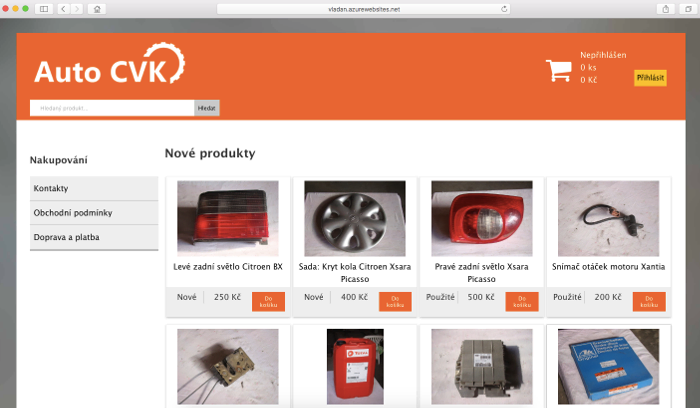 vladan.azurewebsites.net
Auto CVK
Nepřihlášen
0 ks
0 Kč
Přihlásit
Hledaný produkt...
Hledat
Nakupování
Kontakty
Obchodní podmínky
Doprava a platba
Nové produkty
Levé zadní světlo Citroen BX
Nové
250 Kč
Do
košíku
Sada: Kryt kola Citroen Xsara
Picasso
Nové
400 Kč
Do
košíku
Pravé zadní světlo Xsara
Picasso
Použité
500 Kč
Do
košíku
Snímač otáček motoru Xantia
Použité
200 Kč
Do
košíku
TOTAL